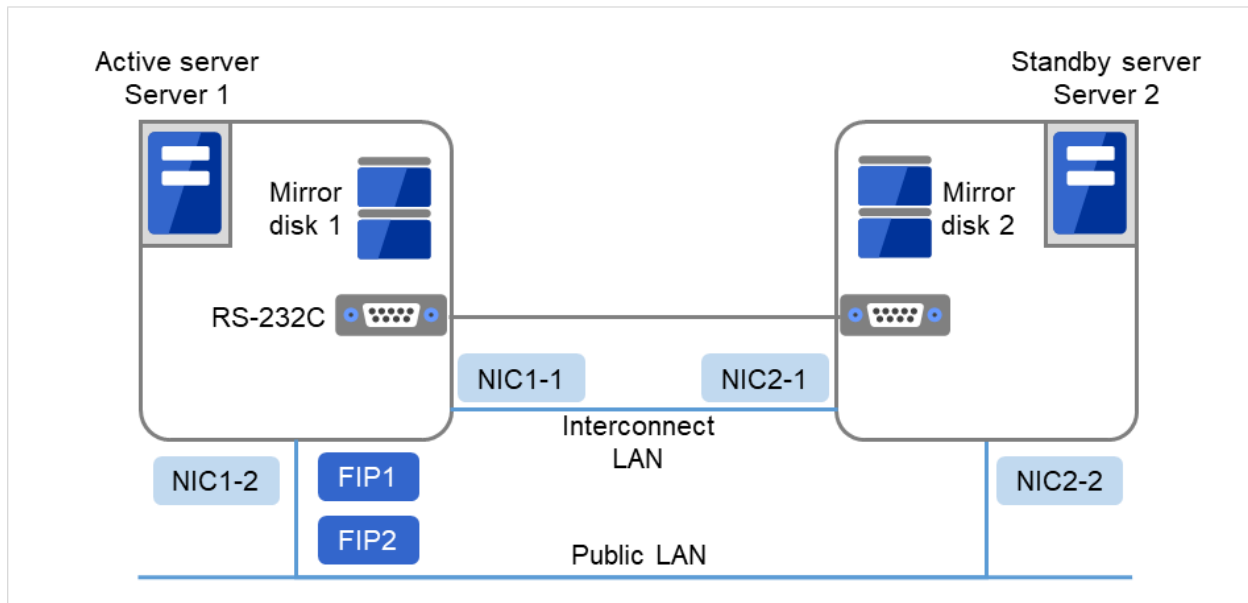 Active server
Server 1
Standby server
Server 2
Mirror
disk 1
Mirror
disk 2
RS-232C
NIC1-1
NIC2-1
Interconnect
LAN
NIC1-2
FIP1
NIC2-2
FIP2
Public LAN